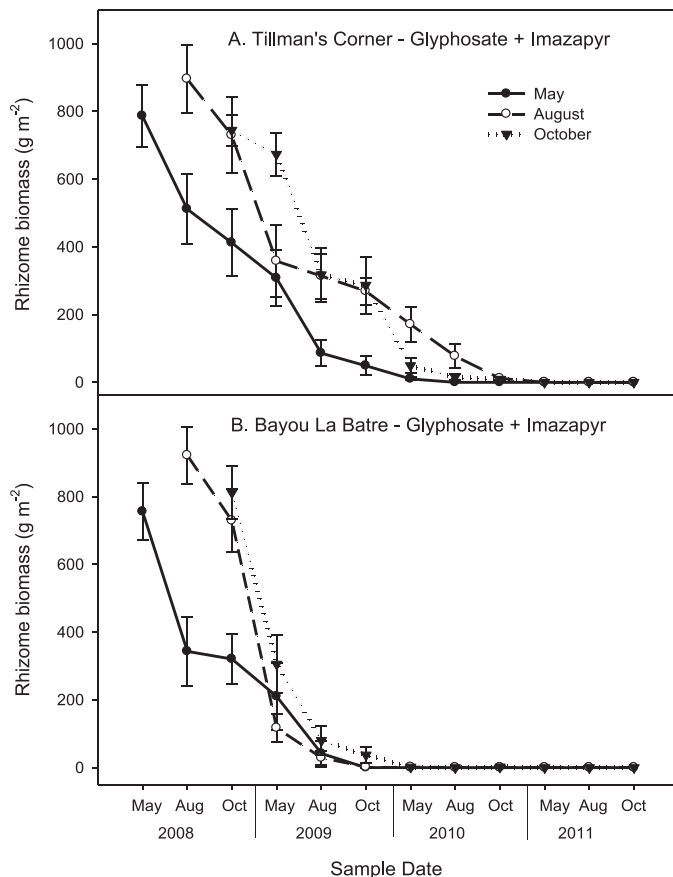 A. Tillman's Corner - Glyphosate + Imazapyr
May
August
October
1000
800
600
400
200
0
Rhizome biomass (g m-2)
B. Bayou La Batre - Glyphosate + Imazapyr
1000
800
600
400
200
0
Rhizome biomass (g m-2)
May Aug Oct May Aug Oct May Aug Oct May Aug Oct
2008 2009 2010 2011
Sample Date